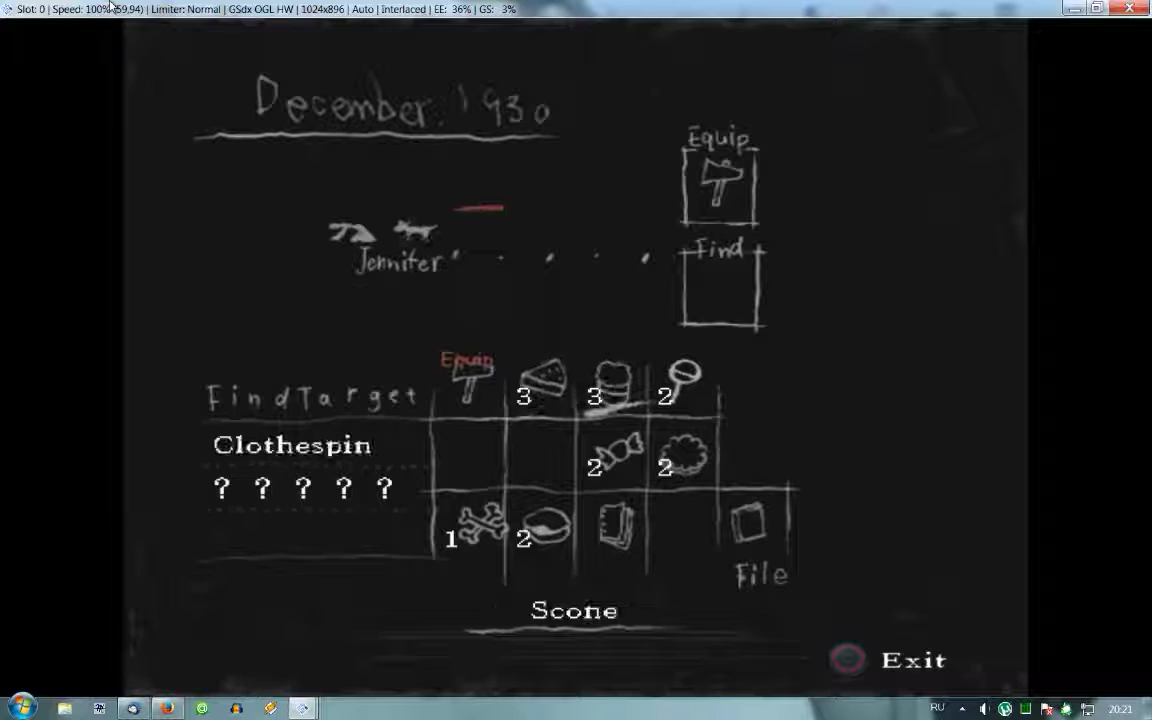 Slot: 0 | Speed: 100% (59,94) | Limiter: Normal | GSdx OGL HW | 1024x896 | Auto | Interlaced | EE: 36% | GS: 3%
December. 1930
Equip
Find
Jennifer
Equip
FindTarget
3
3
2
Clothespin
2
2
? ? ? ? ?
1
2
File
Scone
Exit
RU
20:21